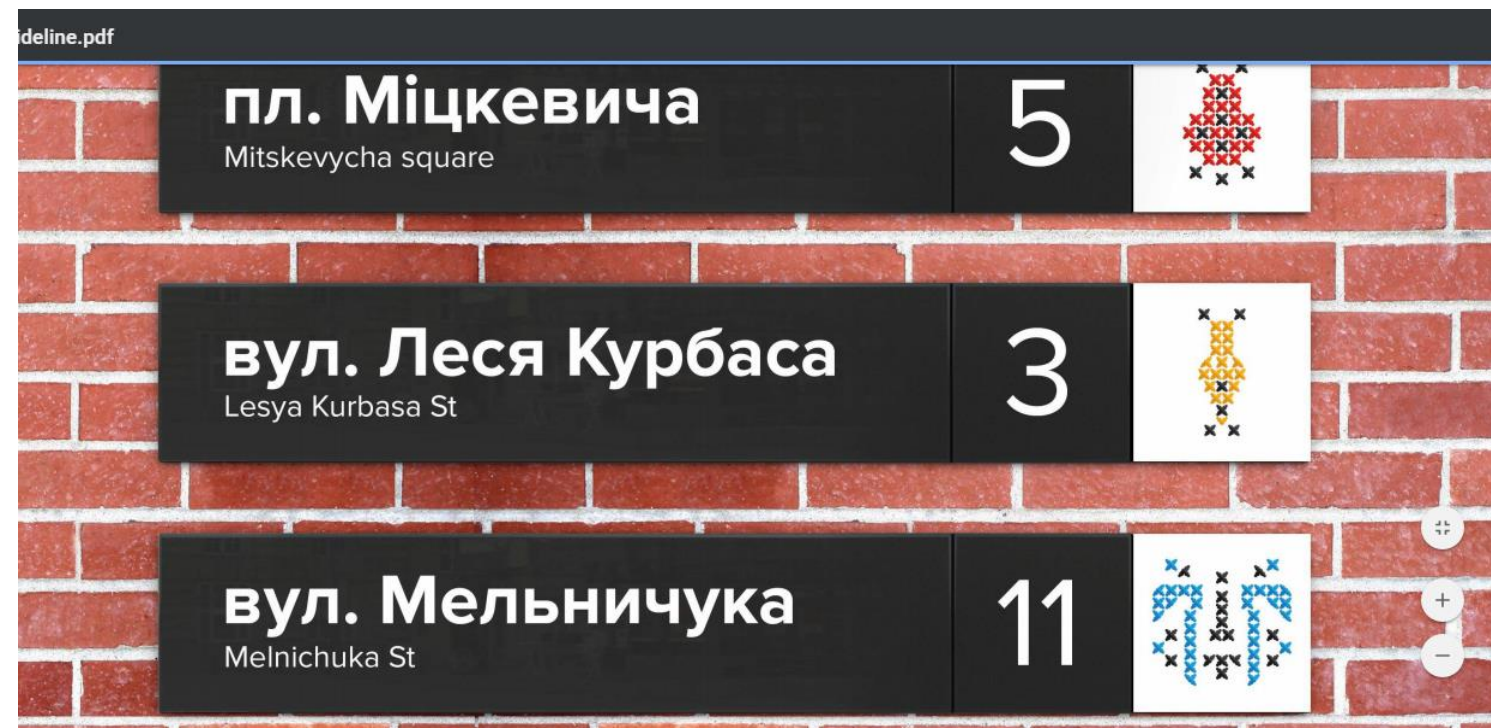 ideline.pdf
пл. Міцкевича
Mitskevycha square
5
вул. Леся Курбаса
Lesya Kurbasa St
3
вул. Мельничука
Melnichuka St
11